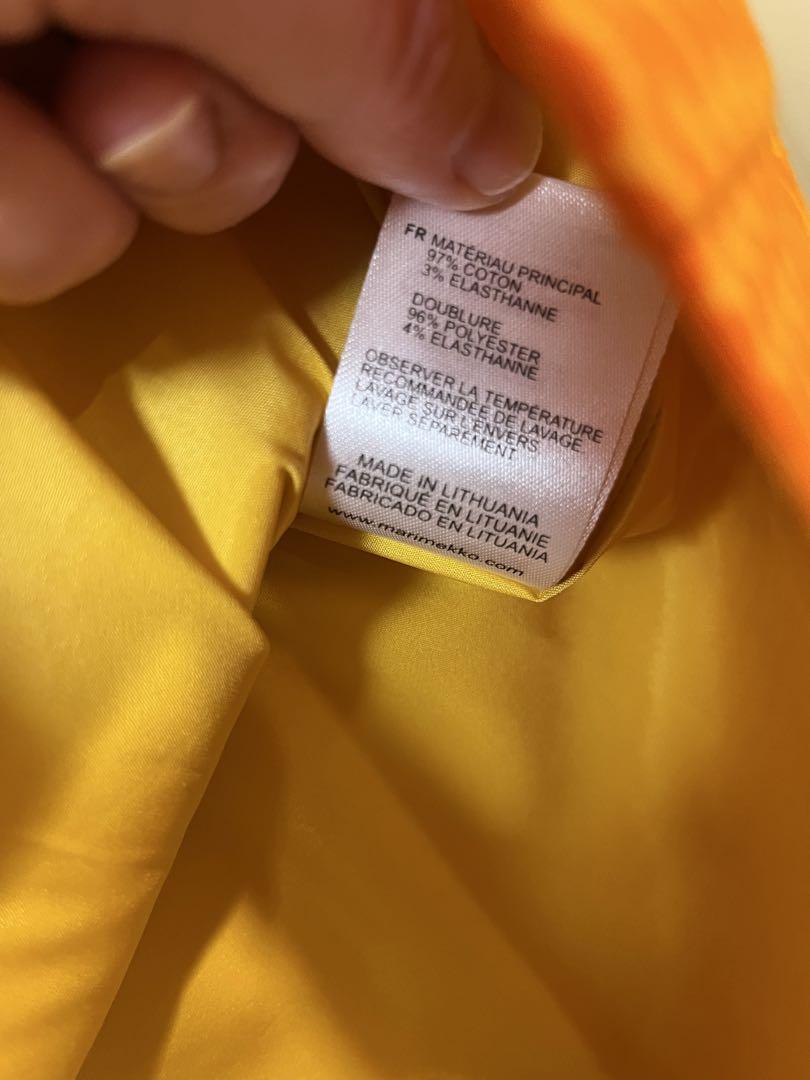 FR MATÉRIAU PRINCIPAL
97% COTON
3% ELASTHANNE
DOUBLURE
96% POLYESTER
4% ELASTHANNE
OBSERVER LA TEMPÉRATURE
RECOMMANDÉE DE LAVAGE
LAVAGE SUR L'ENVERS
LAVER SÉPARÉMENT
MADE IN LITHUANIA
FABRIQUÉ EN LITUANIE
FABRICADO EN LITUANIA
www.marimekko.com